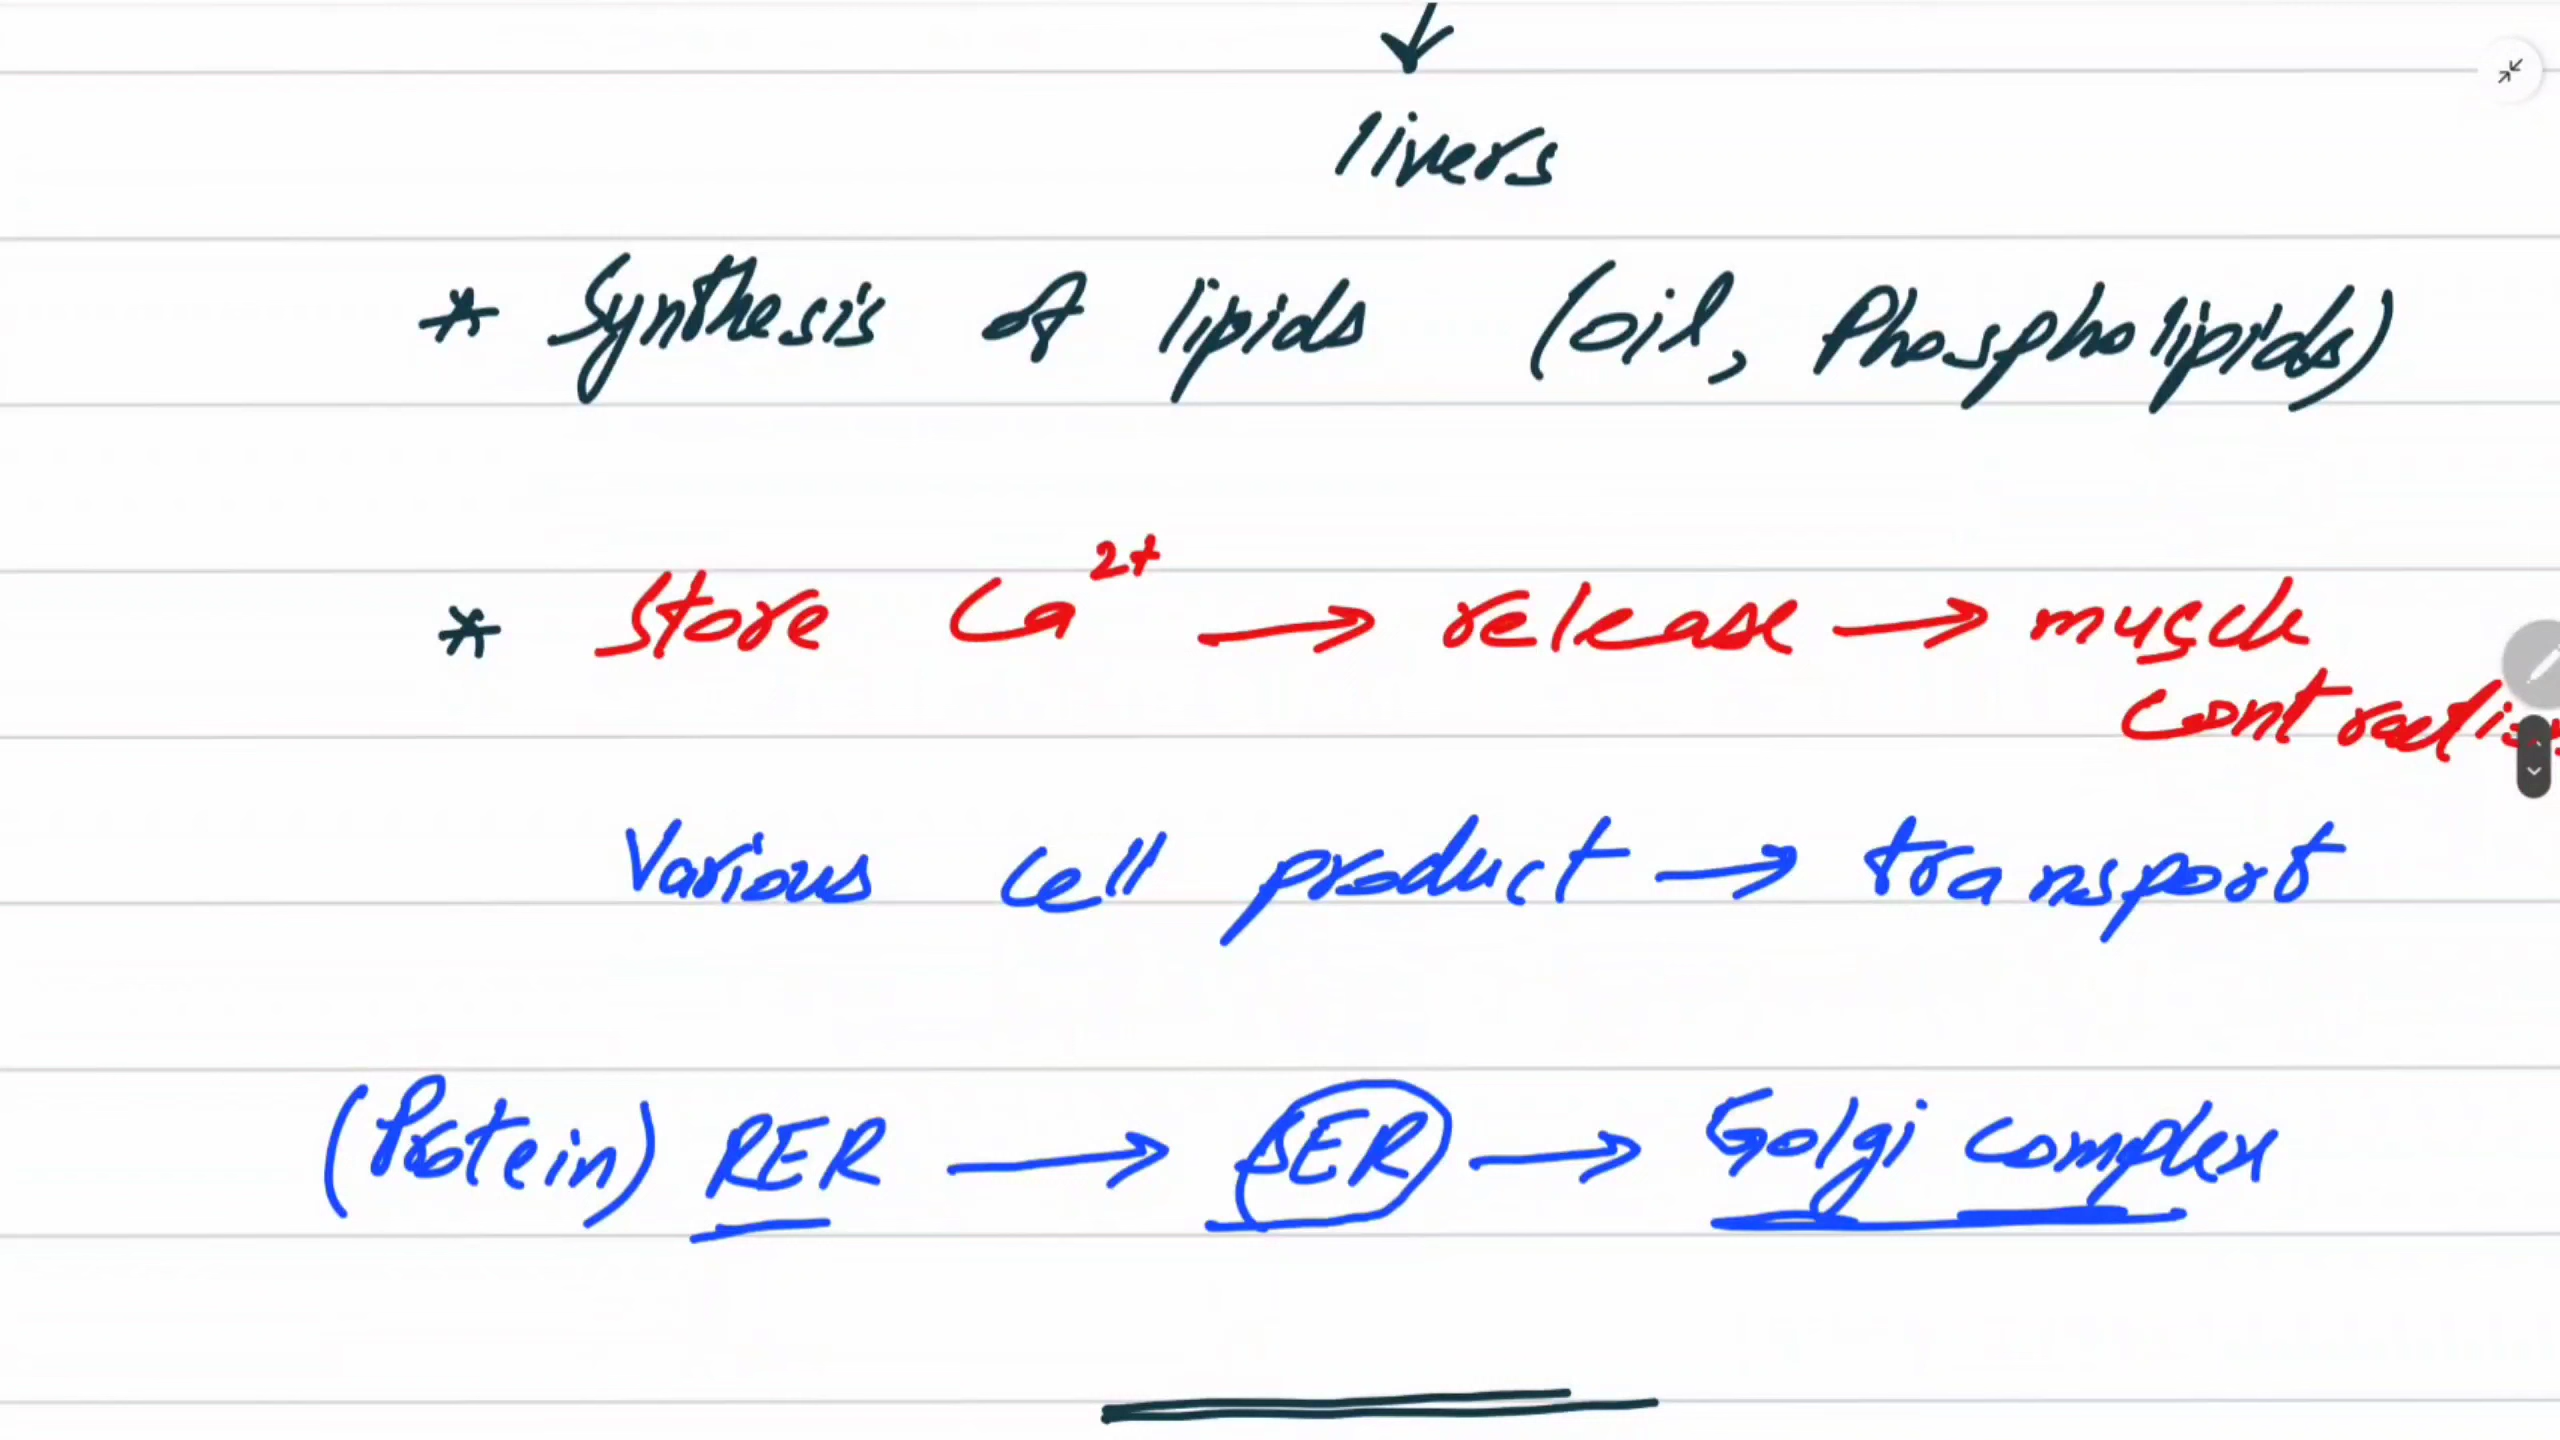 ↓
livers
* Synthesis of lipids (oil, Phospholipids)
* Store Ca²⁺ → release → muscle
contraction
Various cell product → transport
(Protein) RER → SER → Golgi complex